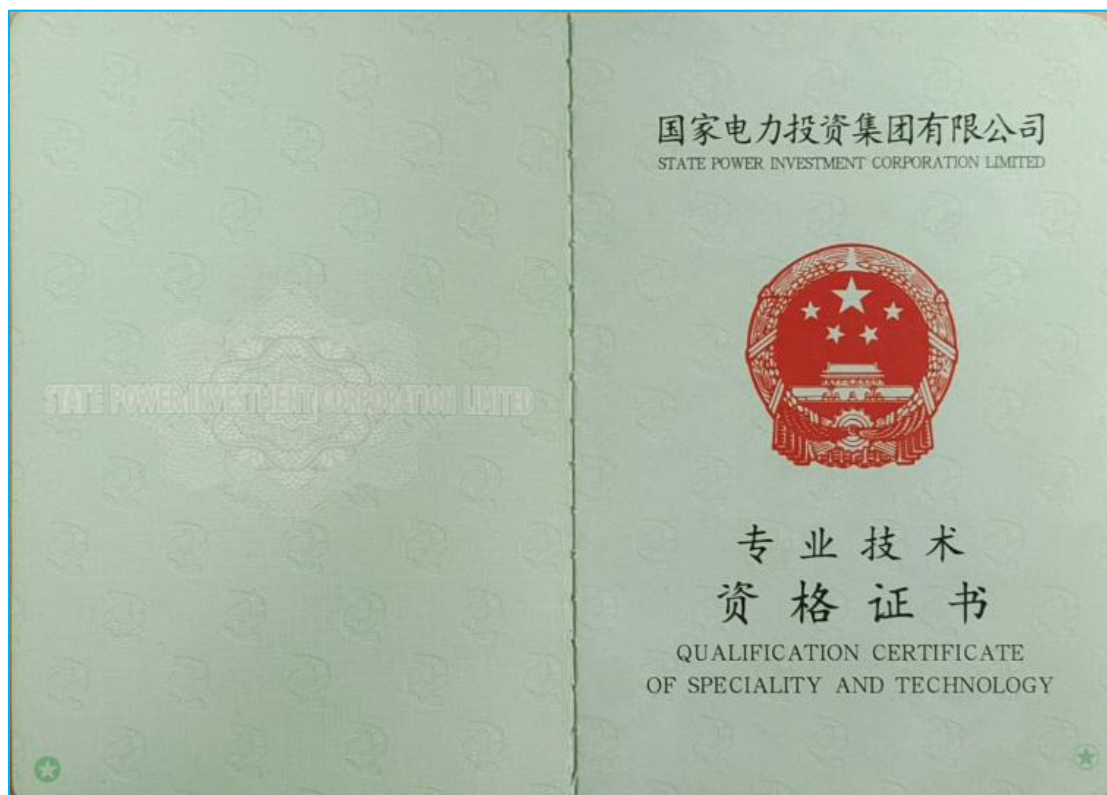 STATE POWER INVESTMENT CORPORATION LIMITED
国家电力投资集团有限公司
STATE POWER INVESTMENT CORPORATION LIMITED
专业技术
资格证书
QUALIFICATION CERTIFICATE
OF SPECIALITY AND TECHNOLOGY